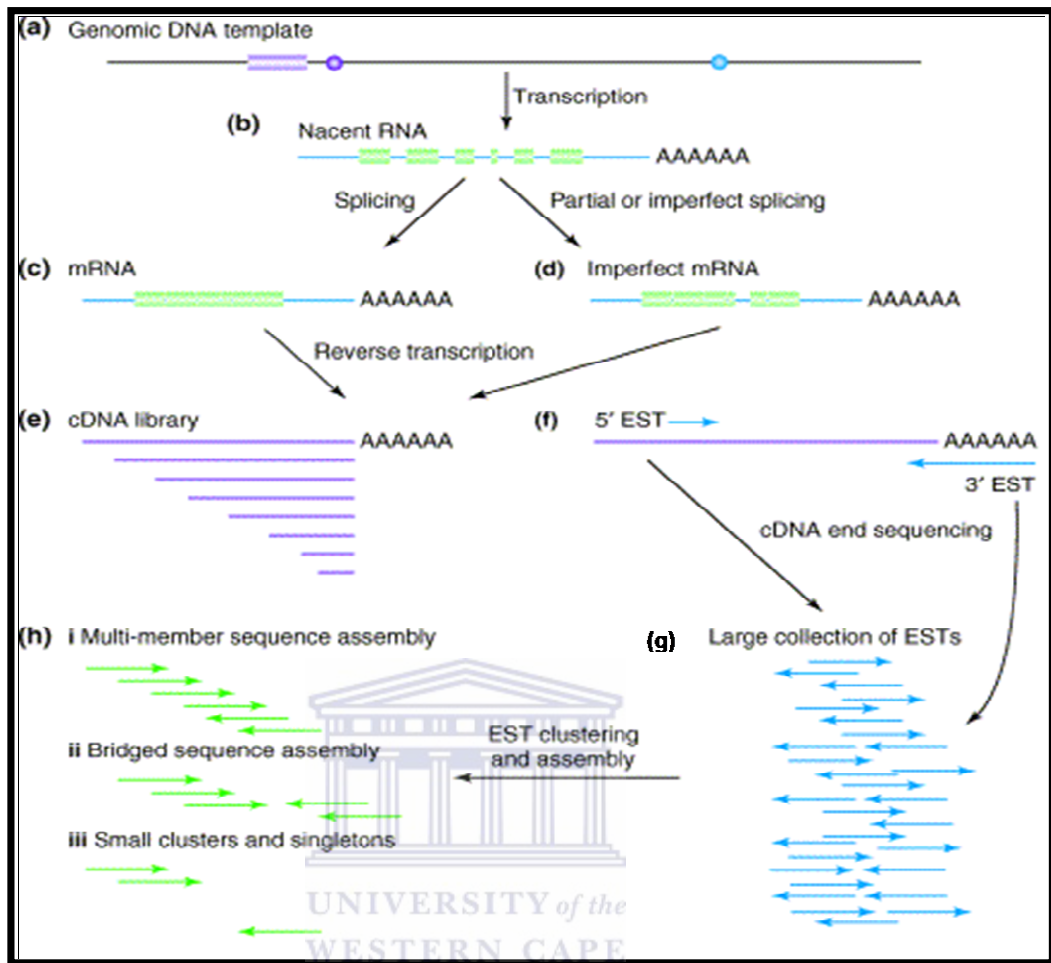 (a) Genomic DNA template
Transcription
(b) Nacent RNA
AAAAAA
Splicing
Partial or imperfect splicing
(c) mRNA
AAAAAA
(d) Imperfect mRNA
AAAAAA
Reverse transcription
(e) cDNA library
AAAAAA
(f) 5′ EST
AAAAAA
3′ EST
cDNA end sequencing
(g) Large collection of ESTs
EST clustering
and assembly
(h) i Multi-member sequence assembly
ii Bridged sequence assembly
iii Small clusters and singletons
UNIVERSITY of the
WESTERN CAPE